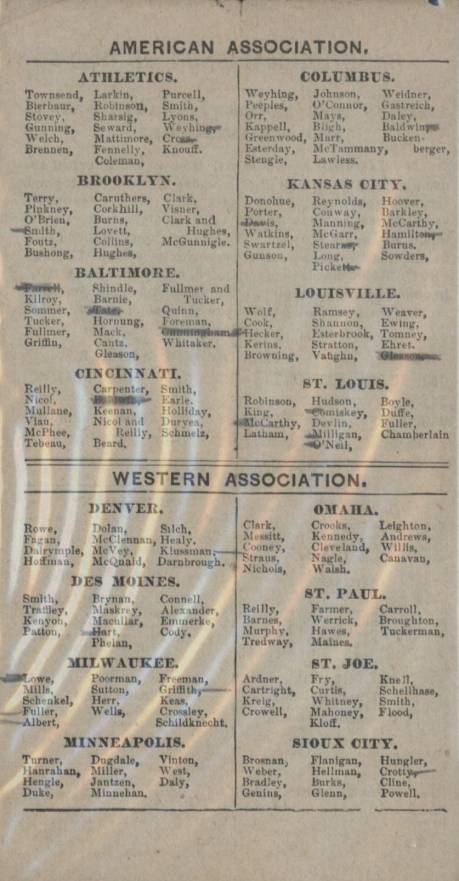 AMERICAN ASSOCIATION.
ATHLETICS.
Townsend, Larkin, Purcell,
Bierbaur, Robinson, Smith,
Stovey, Sharsig, Lyons,
Gunning, Seward, Weyhing,
Welch, Mattimore, Cross,
Brennen, Fennelly, Knouff.
Coleman,
BROOKLYN.
Terry, Caruthers, Clark,
Pinkney, Corkhill, Visner,
O'Brien, Burns, Clark and
Smith, Lovett, Hughes,
Foutz, Collins, McGunnigle.
Bushong, Hughes,
BALTIMORE.
Farrell, Shindle, Fullmer and
Kilroy, Barnie, Tucker,
Sommer, Quinn,
Tucker, Hornung, Foreman,
Fullmer, Mack, Cunningham
Griffin, Cantz, Whitaker.
Gleason,
CINCINNATI.
Reilly, Carpenter, Smith,
Nicol, Earle.
Mullane, Keenan, Holliday,
Viau, Nicol and Duryea,
McPhee, Reilly, Schmelz,
Tebeau, Beard.
COLUMBUS.
Weyhing, Johnson, Weidner,
Peeples, O'Connor, Gastreich,
Orr, Mays, Daley,
Kappell, Bligh, Baldwin
Greenwood, Marr, Bucken-
Esterday, McTammany, berger,
Stengle, Lawless.
KANSAS CITY.
Donohue, Reynolds, Hoover,
Porter, Conway, Barkley,
Davis, Manning, McCarthy,
Watkins, McGarr, Hamilton
Swartzel, Stearns, Burns.
Gunson, Long, Sowders,
Pickett
LOUISVILLE.
Wolf, Ramsey, Weaver,
Cook, Shannon, Ewing,
Hecker, Esterbrook, Tomney,
Kerins, Stratton, Ehret.
Browning, Vaughn, Gleason
ST. LOUIS.
Robinson, Hudson, Boyle,
King, Comiskey, Duffe,
McCarthy, Devlin, Fuller,
Latham, Milligan, Chamberlain
O'Neil,
WESTERN ASSOCIATION.
DENVER.
Rowe, Dolan, Silch,
Fagan, McClennan, Healy.
Dalrymple, McVey, Klussman,
Hoffman, McQuald, Darnbrough.
DES MOINES.
Smith, Brynan, Connell,
Traffley, Maskrey, Alexander,
Kenyon, Macullar, Emmerke,
Patton, Hart, Cody.
Phelan,
MILWAUKEE.
Lowe, Poorman, Freeman,
Mills, Sutton, Griffith,
Schenkel, Herr, Keas,
Fuller, Wells, Crossley,
Albert, Schildknecht.
MINNEAPOLIS.
Turner, Dugdale, Vinton,
Hanrahan, Miller, West,
Hengle, Jantzen, Daly,
Duke, Minnehan.
OMAHA.
Clark, Crooks, Leighton,
Messitt, Kennedy, Andrews,
Cooney, Cleveland, Willis,
Straus, Nagle, Canavan,
Nichols, Walsh.
ST. PAUL.
Reilly, Farmer, Carroll,
Barnes, Werrick, Broughton,
Murphy, Hawes, Tuckerman,
Tredway, Maines.
ST. JOE.
Ardner, Fry, Knell,
Cartright, Curtis, Schellhase,
Kreig, Whitney, Smith,
Crowell, Mahoney, Flood,
Kloff.
SIOUX CITY.
Brosnan, Flanigan, Hungler,
Weber, Hellman, Crotty
Bradley, Burks, Cline,
Genins, Glenn, Powell.